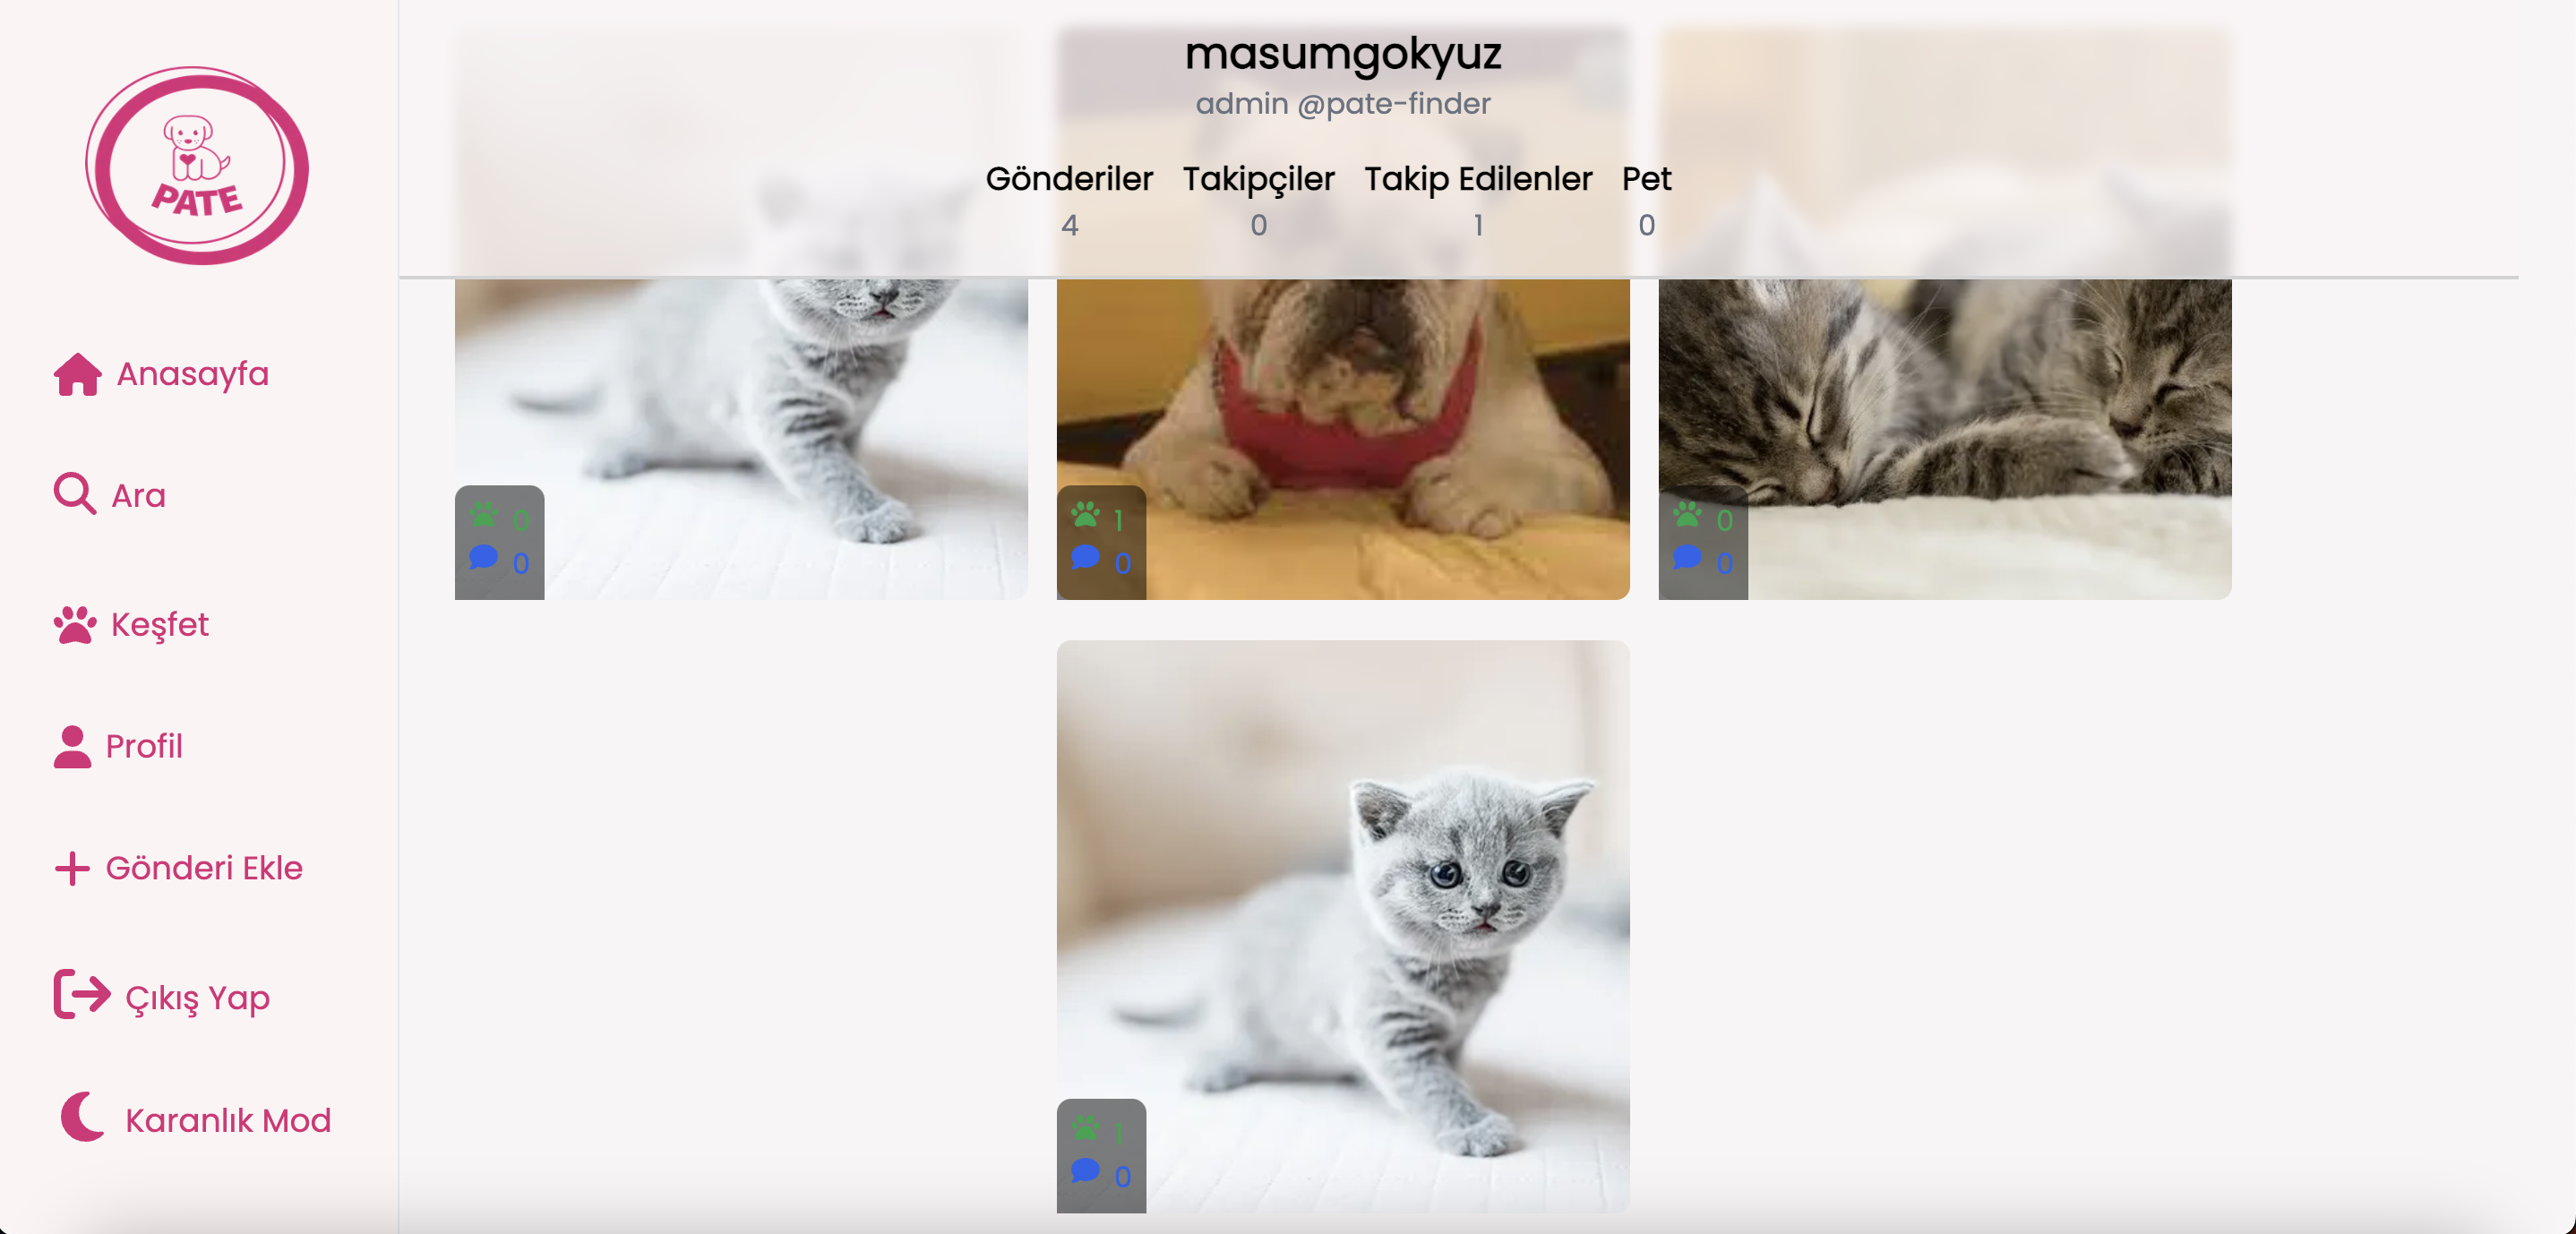 PATE
Anasayfa
Ara
Keşfet
Profil
Gönderi Ekle
Çıkış Yap
Karanlık Mod
masumgokyuz
admin @pate-finder
Gönderiler Takipçiler Takip Edilenler Pet
4 0 1 0
0
0
1
0
0
0
1
0